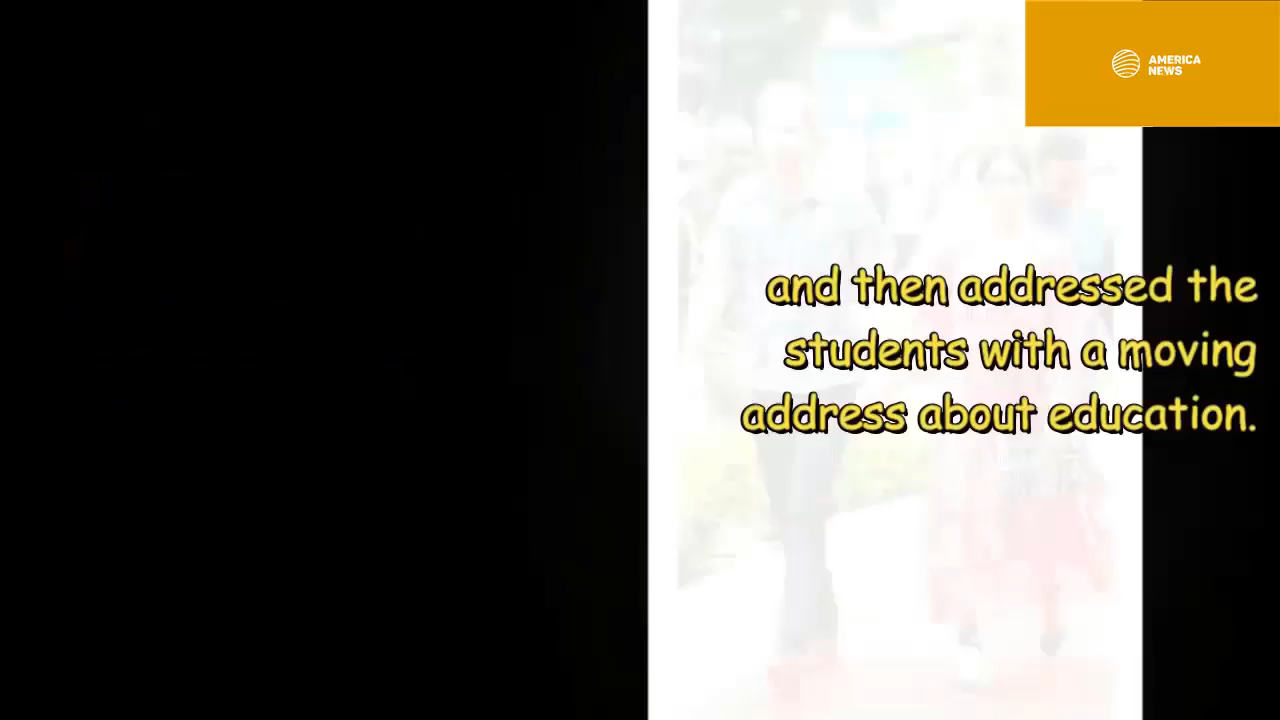 AMERICA
NEWS
and then addressed the
students with a moving
address about education.